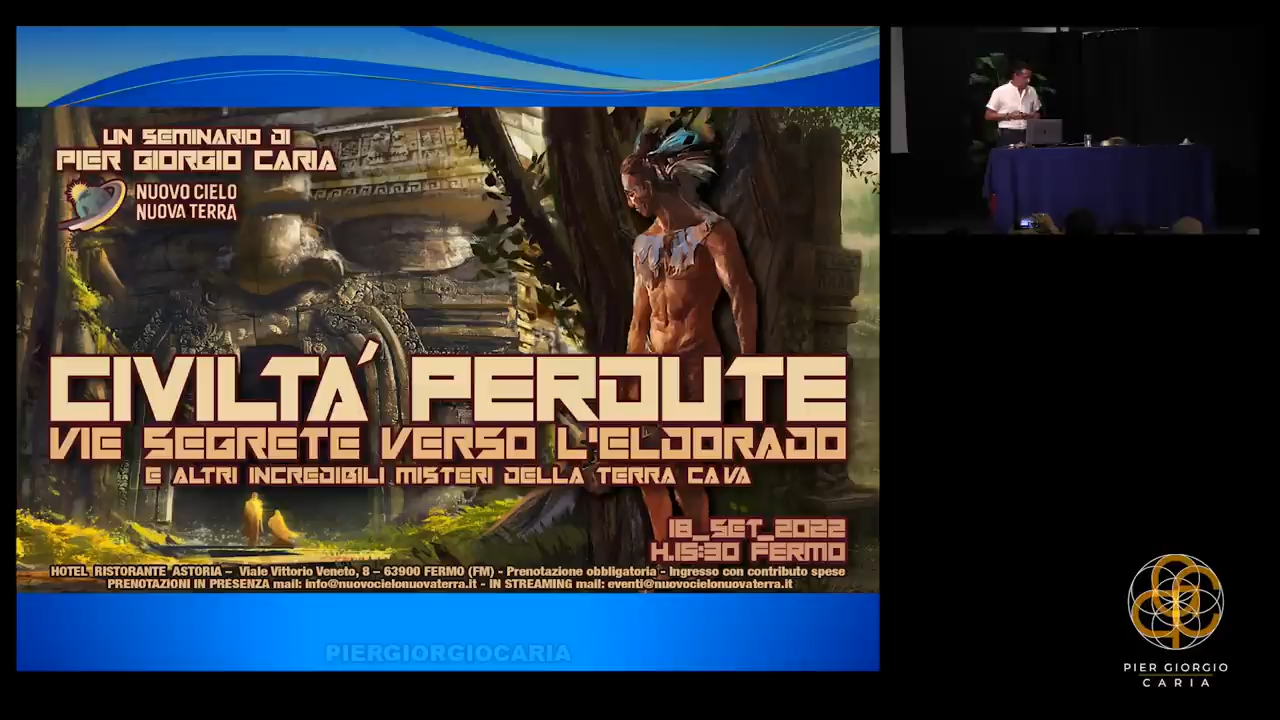 UN SEMINARIO DI
PIER GIORGIO CARIA
NUOVO CIELO
NUOVA TERRA
CIVILTÁ PERDUTE
VIE SEGRETE VERSO L'ELDORADO
E ALTRI INCREDIBILI MISTERI DELLA TERRA CAVA
18_SET_2022
H.15:30 FERMO
HOTEL RISTORANTE ASTORIA – Viale Vittorio Veneto, 8 – 63900 FERMO (FM) - Prenotazione obbligatoria - Ingresso con contributo spese
PRENOTAZIONI IN PRESENZA mail: info@nuovocielonuovaterra.it - IN STREAMING mail: eventi@nuovocielonuovaterra.it
PIERGIORGIOCARIA
PIER GIORGIO
CARIA